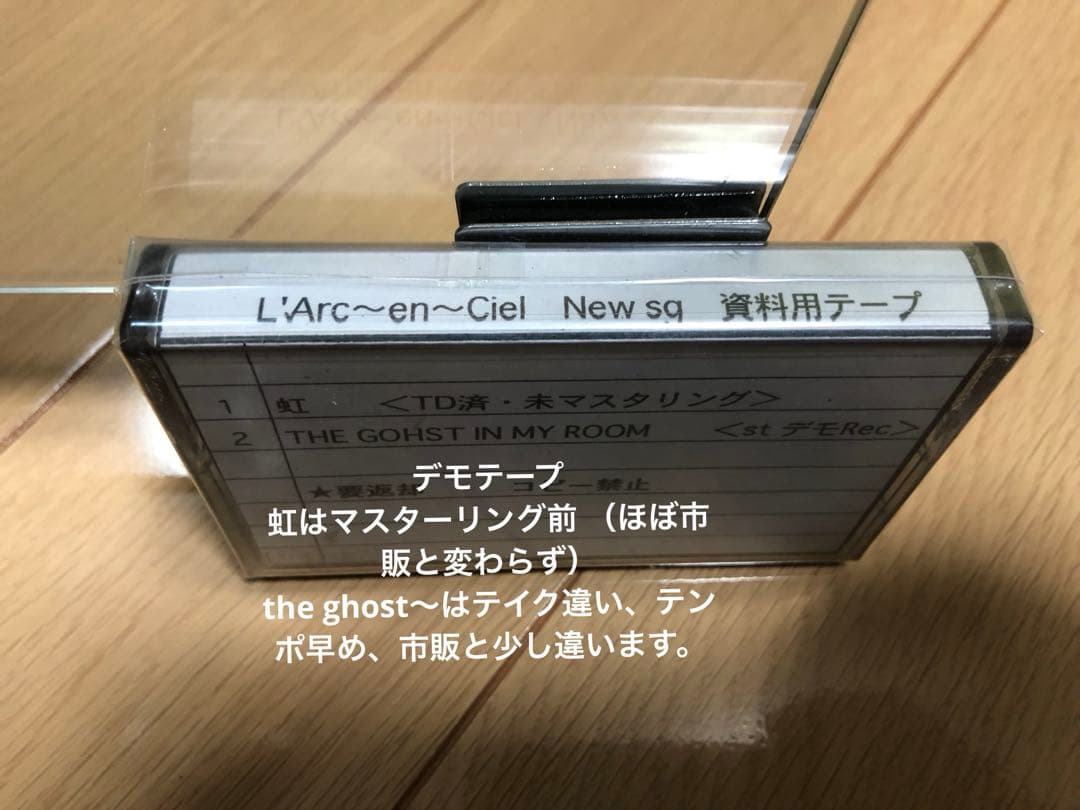 L'Arc～en～Ciel　New sg　資料用テープ
1　虹　＜TD済・未マスタリング＞
2　THE GOHST IN MY ROOM　＜st デモRec＞
★要返却　コピー禁止
デモテープ
虹はマスターリング前 （ほぼ市
販と変わらず）
the ghost～はテイク違い、テン
ポ早め、市販と少し違います。